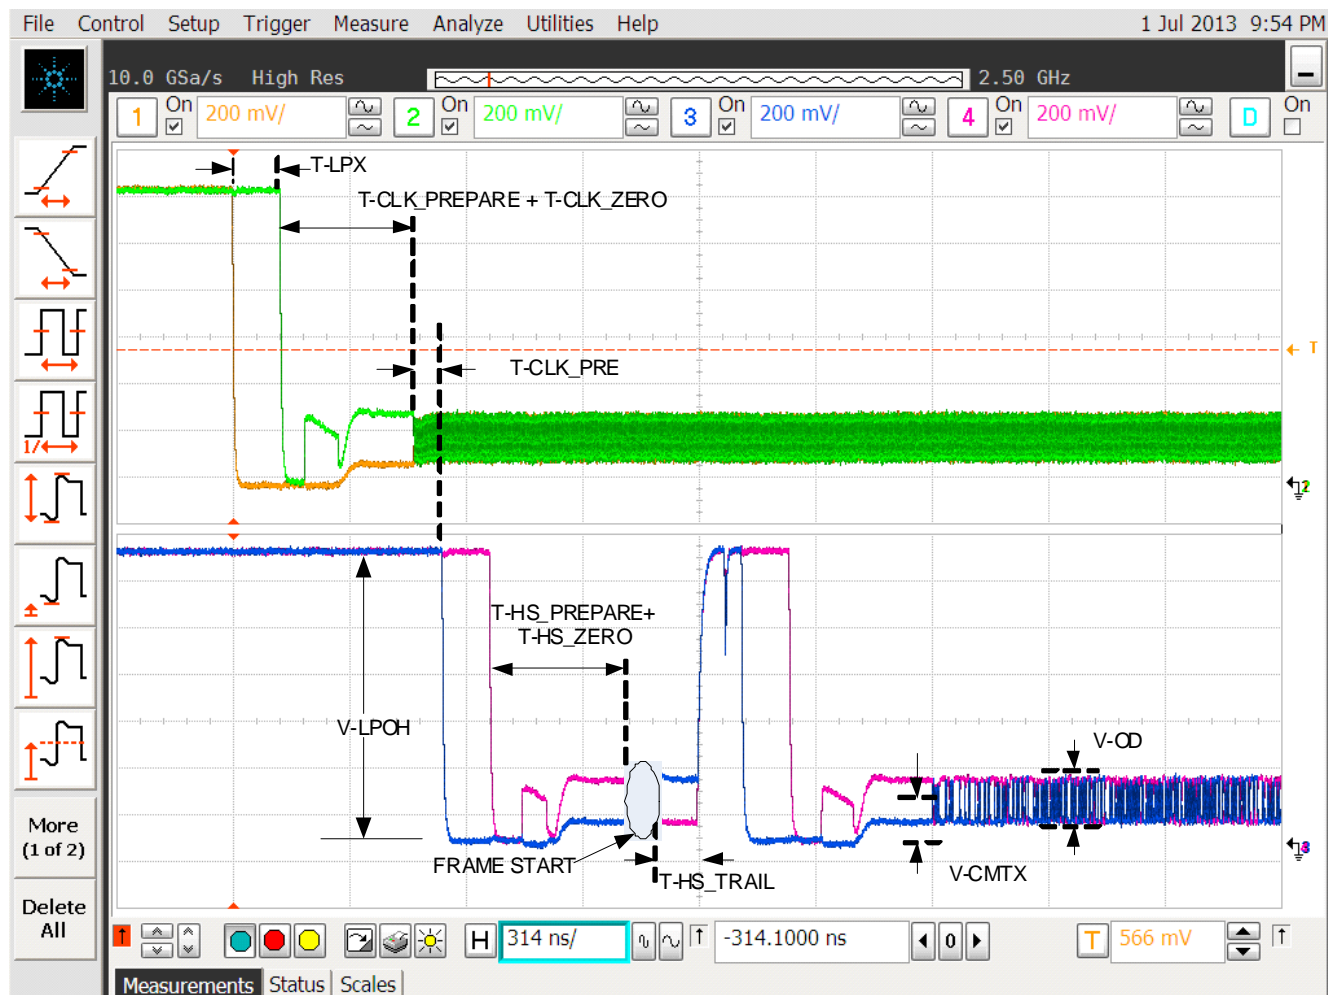 File Control Setup Trigger Measure Analyze Utilities Help 1 Jul 2013 9:54 PM
10.0 GSa/s High Res 2.50 GHz
1 On 200 mV/ 2 On 200 mV/ 3 On 200 mV/ 4 On 200 mV/ D On
T-LPX
T-CLK_PREPARE + T-CLK_ZERO
T
T-CLK_PRE
1/
2
T-HS_PREPARE+
T-HS_ZERO
V-LPOH
V-OD
More
(1 of 2)
FRAME START
V-CMTX
T-HS_TRAIL
Delete
All
H 314 ns/ -314.1000 ns 0 T 566 mV
Measurements Status Scales